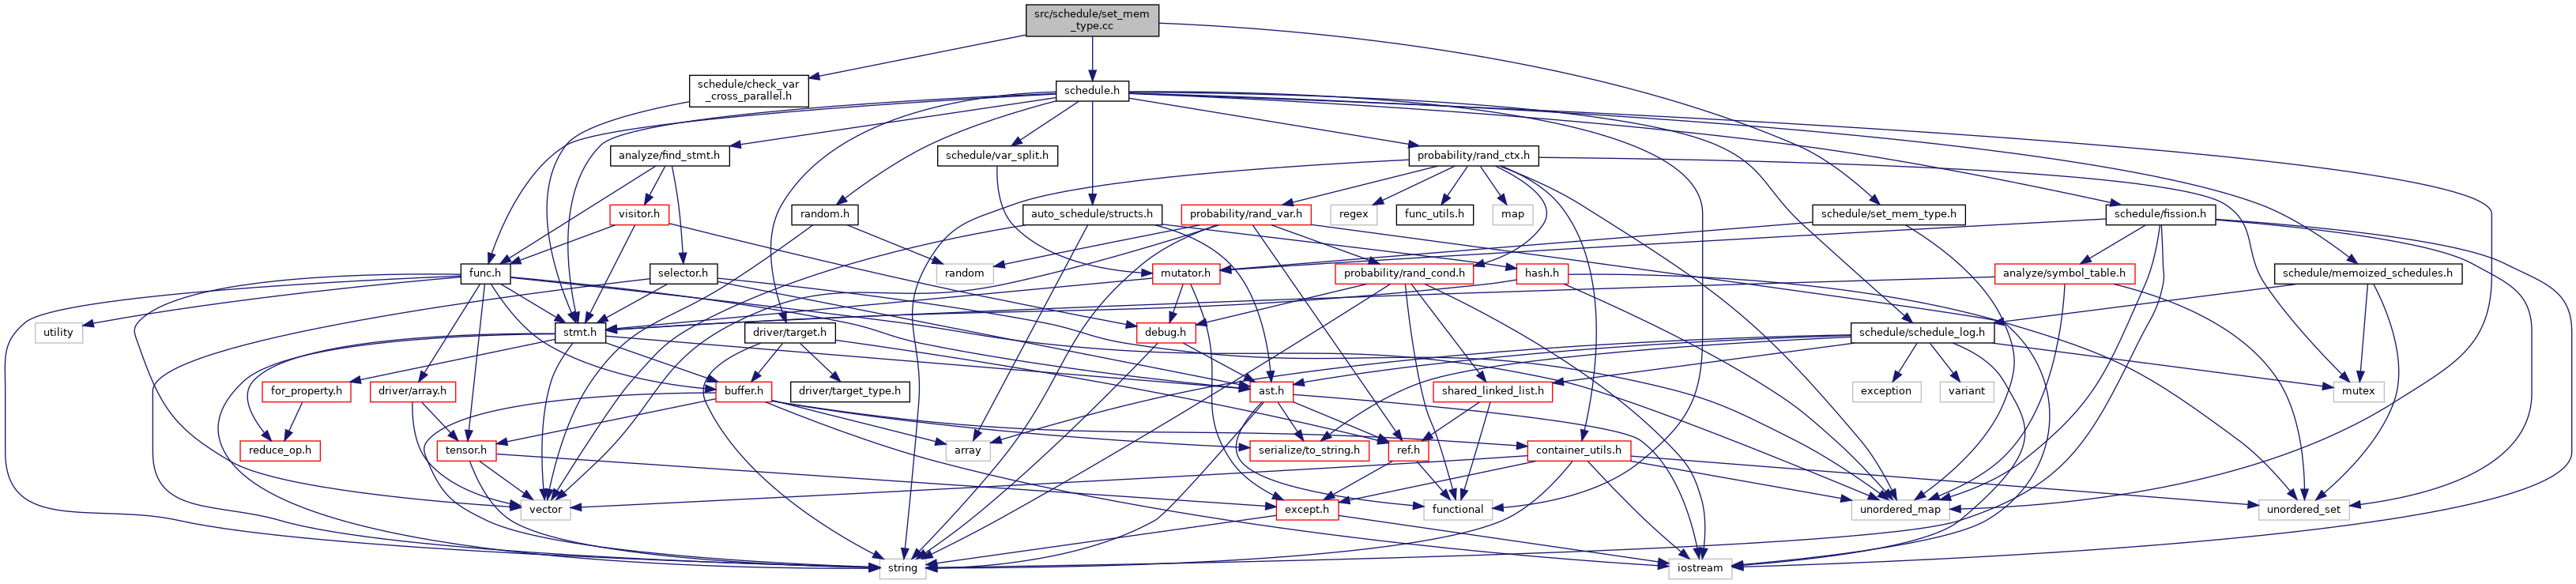 src/schedule/set_mem
_type.cc
schedule/check_var
_cross_parallel.h
schedule.h
analyze/find_stmt.h
schedule/var_split.h
probability/rand_ctx.h
visitor.h
random.h
auto_schedule/structs.h
probability/rand_var.h
regex
func_utils.h
map
schedule/set_mem_type.h
schedule/fission.h
func.h
selector.h
random
mutator.h
probability/rand_cond.h
hash.h
analyze/symbol_table.h
schedule/memoized_schedules.h
utility
stmt.h
driver/target.h
debug.h
schedule/schedule_log.h
for_property.h
driver/array.h
buffer.h
driver/target_type.h
ast.h
shared_linked_list.h
exception
variant
mutex
reduce_op.h
tensor.h
array
serialize/to_string.h
ref.h
container_utils.h
vector
except.h
functional
unordered_map
unordered_set
string
iostream